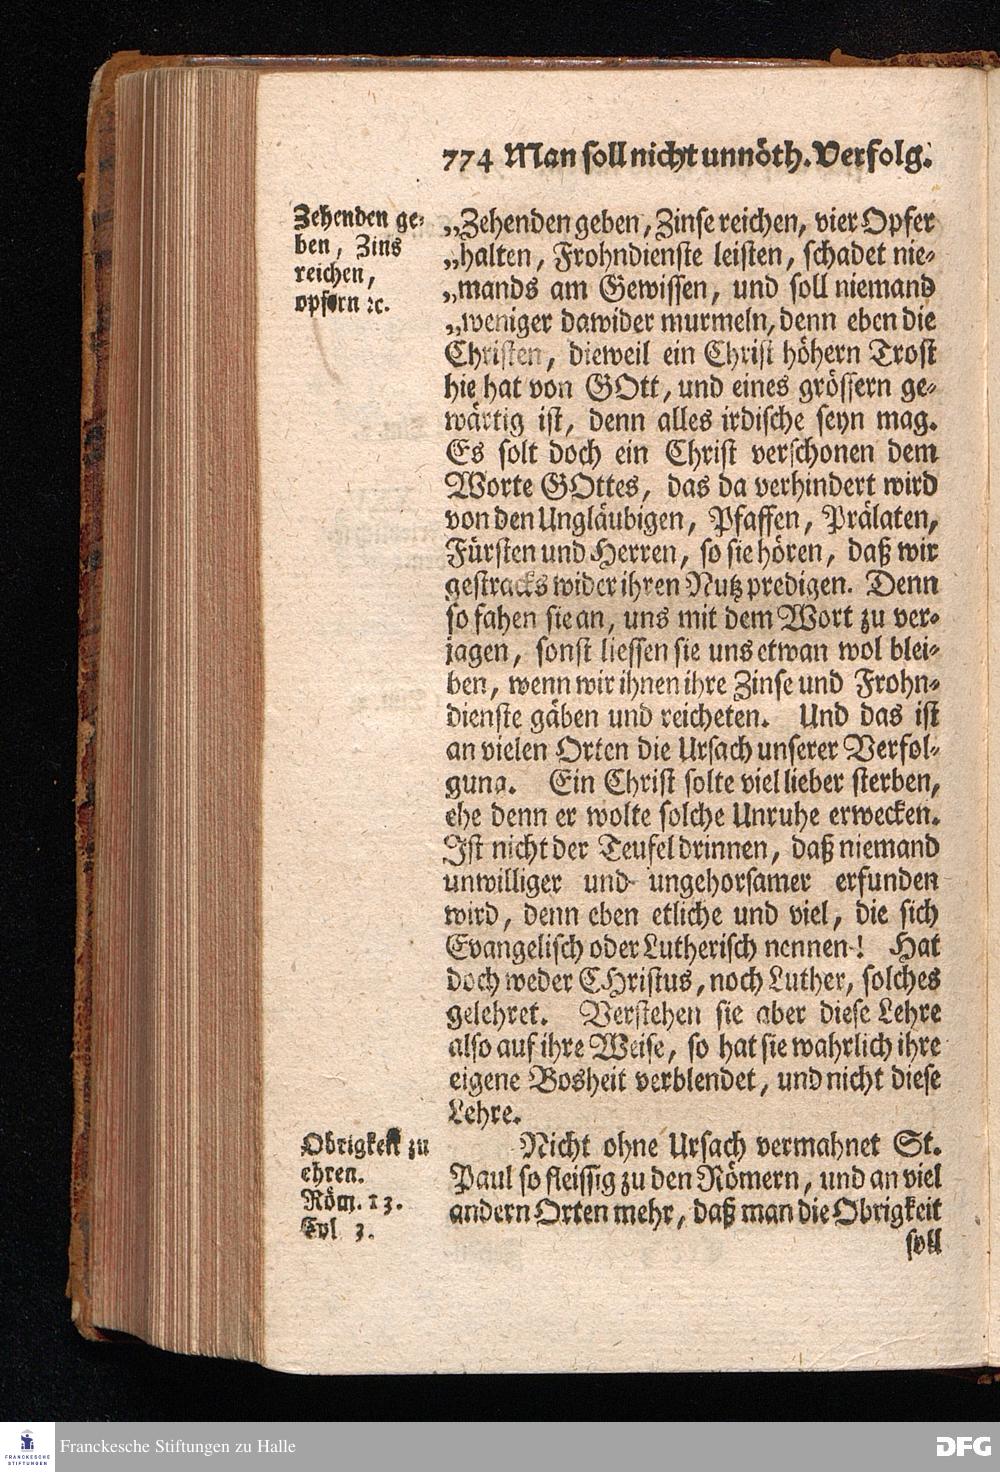 774 Man soll nicht unnöth. Verfolg.
Zehenden ge-
ben, Zins
reichen,
opfern ꝛc.
„Zehenden geben, Zinse reichen, vier Opfer
„halten, Frohndienste leisten, schadet nie-
„mands am Gewissen, und soll niemand
„weniger dawider murmeln, denn eben die
Christen, dieweil ein Christ höhern Trost
hie hat von GOtt, und eines grössern ge-
wärtig ist, denn alles irdische seyn mag.
Es solt doch ein Christ verschonen dem
Worte GOttes, das da verhindert wird
von den Ungläubigen, Pfaffen, Prälaten,
Fürsten und Herren, so sie hören, daß wir
gestracks wider ihren Nutz predigen. Denn
so fahen sie an, uns mit dem Wort zu ver-
jagen, sonst liessen sie uns etwan wol blei-
ben, wenn wir ihnen ihre Zinse und Frohn-
dienste gäben und reicheten. Und das ist
an vielen Orten die Ursach unserer Verfol-
gung. Ein Christ solte viel lieber sterben,
ehe denn er wolte solche Unruhe erwecken.
Ist nicht der Teufel drinnen, daß niemand
unwilliger und ungehorsamer erfunden
wird, denn eben etliche und viel, die sich
Evangelisch oder Lutherisch nennen! Hat
doch weder CHristus, noch Luther, solches
gelehret. Verstehen sie aber diese Lehre
also auf ihre Weise, so hat sie wahrlich ihre
eigene Bosheit verblendet, und nicht diese
Lehre.
Obrigkeit zu
ehren.
Röm. 13.
Col 3.
Nicht ohne Ursach vermahnet St.
Paul so fleissig zu den Römern, und an viel
andern Orten mehr, daß man die Obrigkeit
soll
FRANCKESCHE
STIFTUNGEN
Franckesche Stiftungen zu Halle
DFG